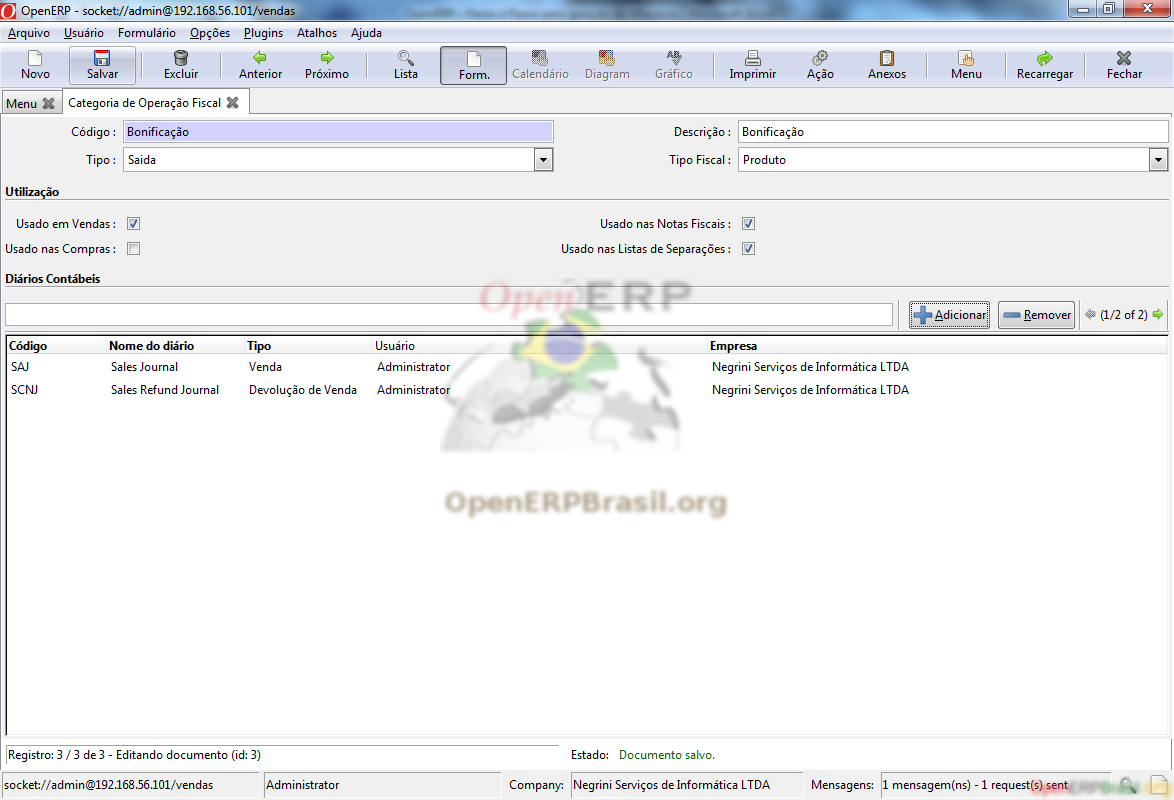 OpenERP - socket://admin@192.168.56.101/vendas
Arquivo Usuário Formulário Opções Plugins Atalhos Ajuda
Novo Salvar Excluir Anterior Próximo Lista Form. Calendário Diagram Gráfico Imprimir Ação Anexos Menu Recarregar Fechar
Menu Categoria de Operação Fiscal
Código : Bonificação Descrição : Bonificação
Tipo : Saida Tipo Fiscal : Produto
Utilização
Usado em Vendas : Usado nas Notas Fiscais :
Usado nas Compras : Usado nas Listas de Separações :
Diários Contábeis
OpenERP
Adicionar Remover (1/2 of 2)
Código Nome do diário Tipo Usuário Empresa
SAJ Sales Journal Venda Administrator Negrini Serviços de Informática LTDA
SCNJ Sales Refund Journal Devolução de Venda Administrator Negrini Serviços de Informática LTDA
OpenERPBrasil.org
Registro: 3 / 3 de 3 - Editando documento (id: 3) Estado: Documento salvo.
socket://admin@192.168.56.101/vendas Administrator Company: Negrini Serviços de Informática LTDA Mensagens: 1 mensagem(ns) - 1 request(s) sent